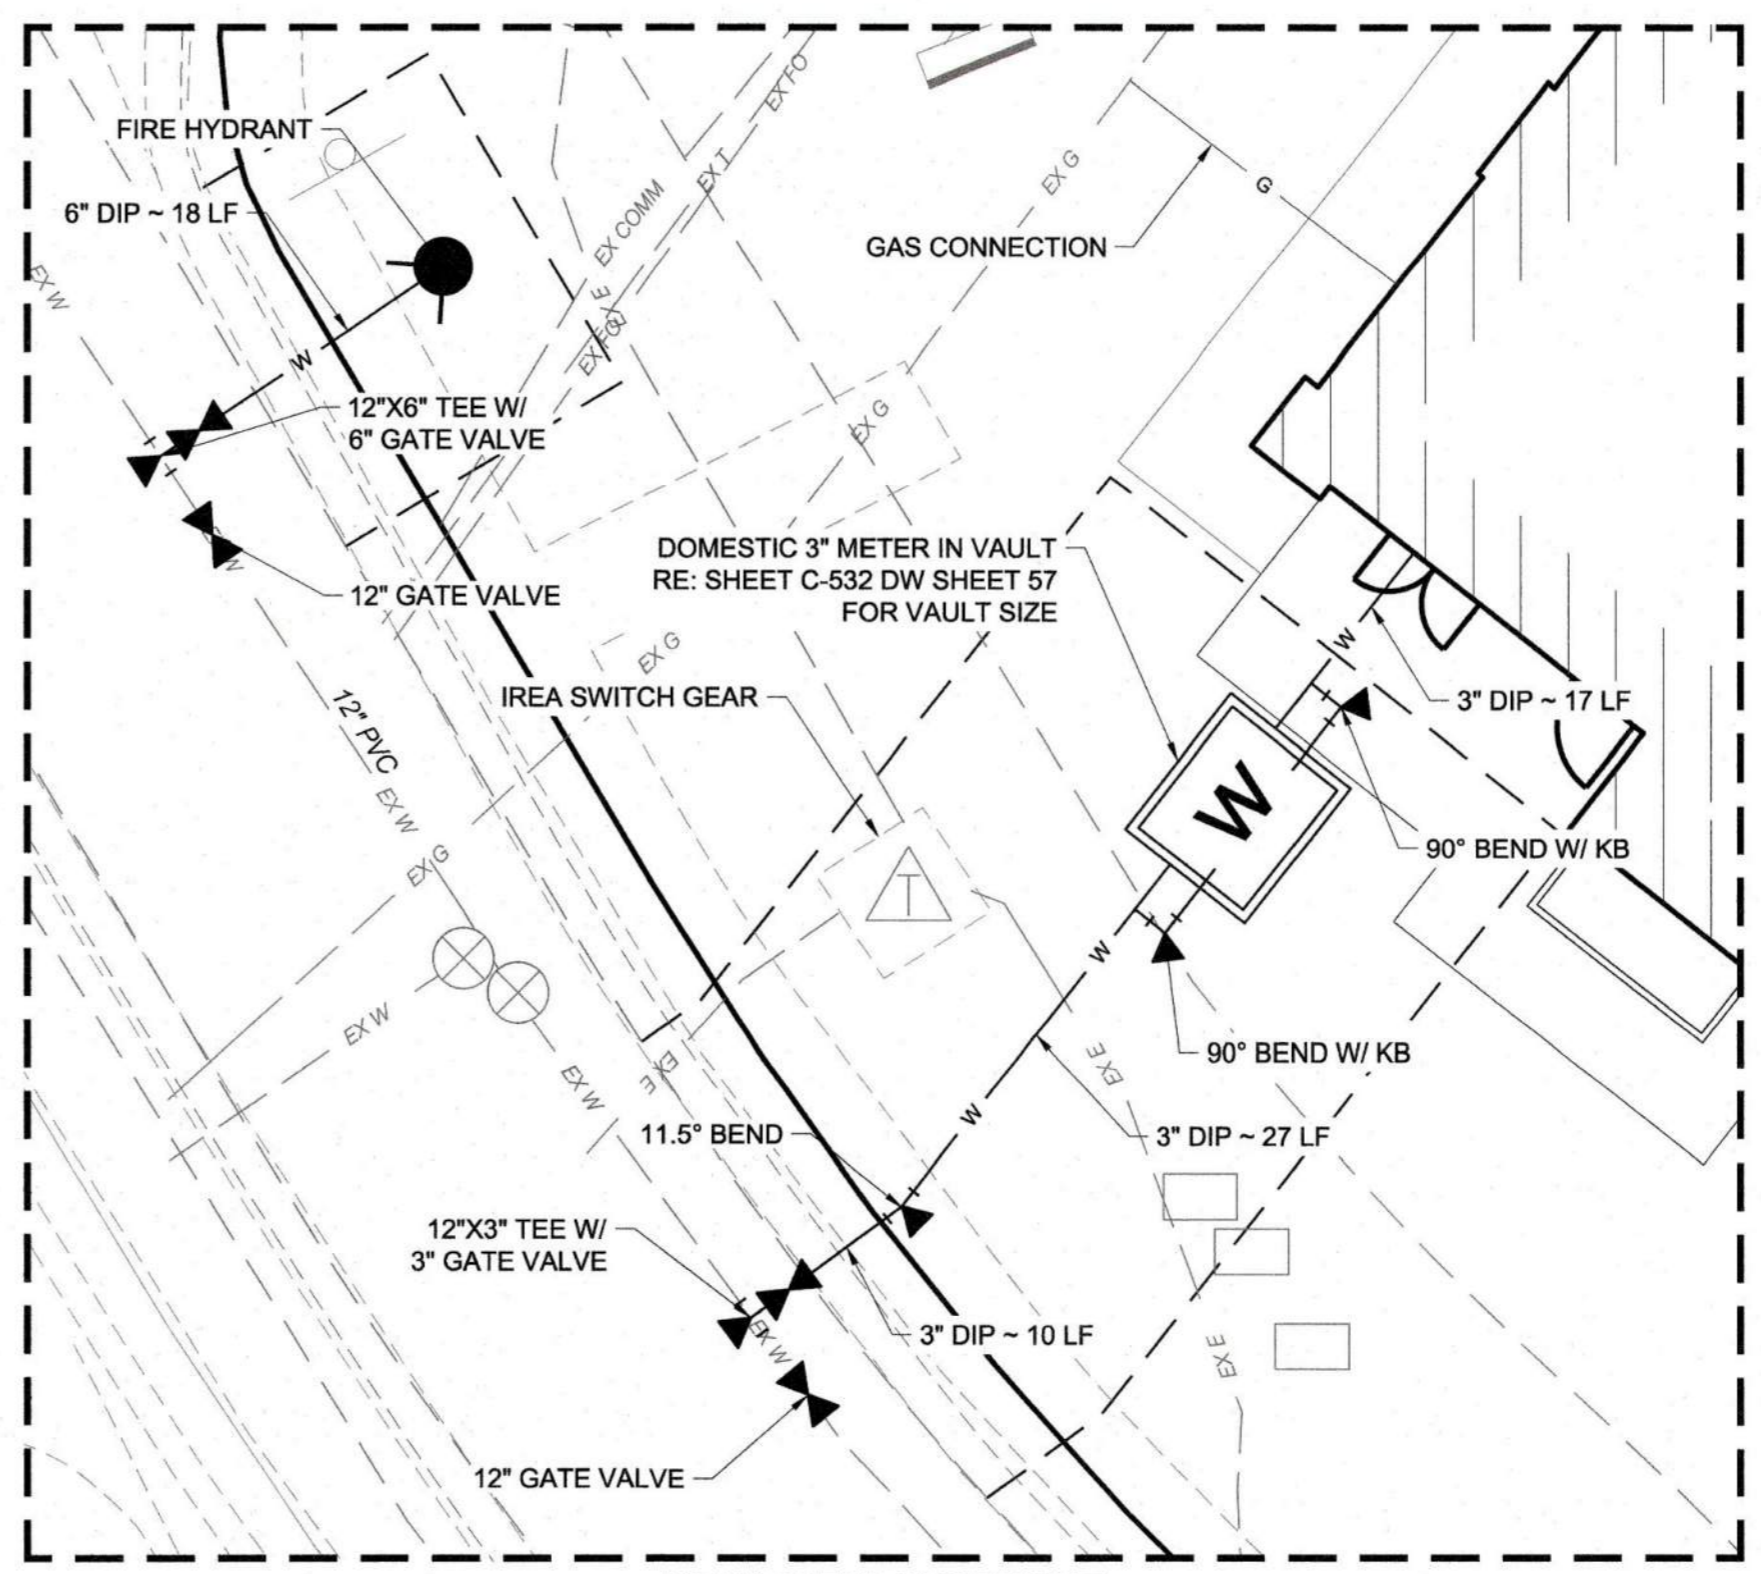 EX FO
FIRE HYDRANT
EX T
EX G
G
6" DIP ~ 18 LF
EX COMM
GAS CONNECTION
EX W
EX E
EX FO
W
12"X6" TEE W/
6" GATE VALVE
EX G
DOMESTIC 3" METER IN VAULT
RE: SHEET C-532 DW SHEET 57
FOR VAULT SIZE
12" GATE VALVE
W
EX G
IREA SWITCH GEAR
3" DIP ~ 17 LF
12" PVC
EX W
W
90° BEND W/ KB
EX G
T
W
EX W
90° BEND W/ KB
EX E
EX E
EX W
W
11.5° BEND
3" DIP ~ 27 LF
12"X3" TEE W/
3" GATE VALVE
EX W
3" DIP ~ 10 LF
EX E
12" GATE VALVE